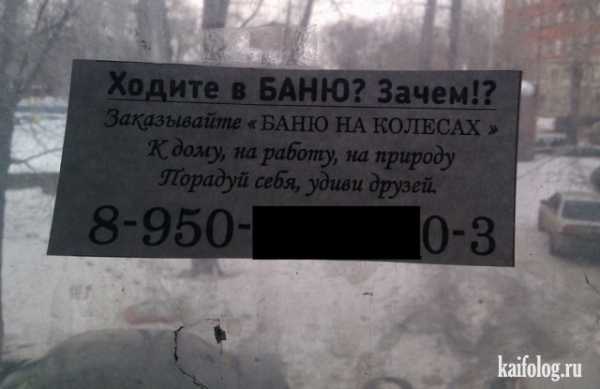 Ходите в БАНЮ? Зачем!?
Заказывайте «БАНЮ НА КОЛЕСАХ»
К дому, на работу, на природу
Порадуй себя, удиви друзей.
8-950- 0-3
kaifolog.ru